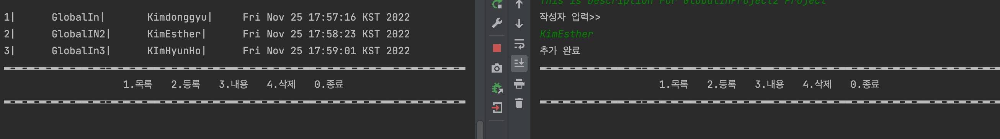 1|      GlobalIn|       Kimdonggyu|     Fri Nov 25 17:57:16 KST 2022
2|      GlobalIN2|      KimEsther|      Fri Nov 25 17:58:23 KST 2022
3|      GlobalIn3|      KImHyunHo|      Fri Nov 25 17:59:01 KST 2022
1.목록   2.등록   3.내용   4.삭제   0.종료
This is Description For GlobalInProject2 Project
작성자 입력>>
KimEsther
추가 완료
1.목록   2.등록   3.내용   4.삭제   0.종료